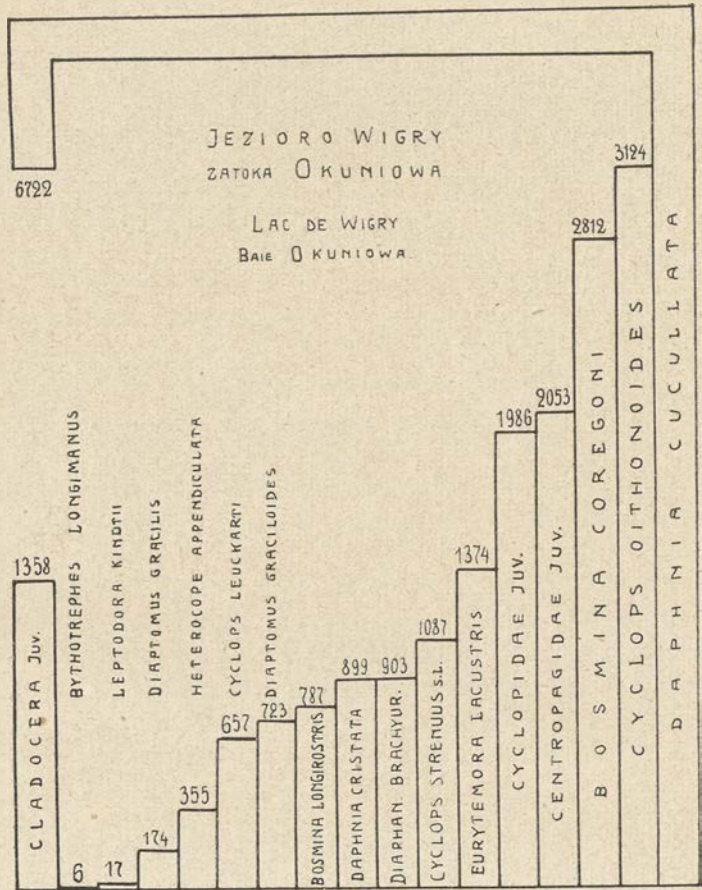 JEZIORO WIGRY
ZATOKA OKUNIOWA
LAC DE WIGRY
BAIE OKUNIOWA
6722
1358
CLADOCERA JUV.
6
BYTHOTREPHES LONGIMANUS
17
LEPTODORA KINDTII
174
DIAPTOMUS GRACILIS
355
HETEROCOPE APPENDICULATA
657
CYCLOPS LEUCKARTI
723
DIAPTOMUS GRACILOIDES
787
BOSMINA LONGIROSTRIS
899
DAPHNIA CRISTATA
903
DIAPHAN. BRACHYUR.
1087
CYCLOPS STRENUUS S.L.
1374
EURYTEMORA LACUSTRIS
1986
CYCLOPIDAE JUV.
2053
CENTROPAGIDAE JUV.
2812
BOSMINA COREGONI
3124
CYCLOPS OITHONOIDES
DAPHNIA CUCULLATA